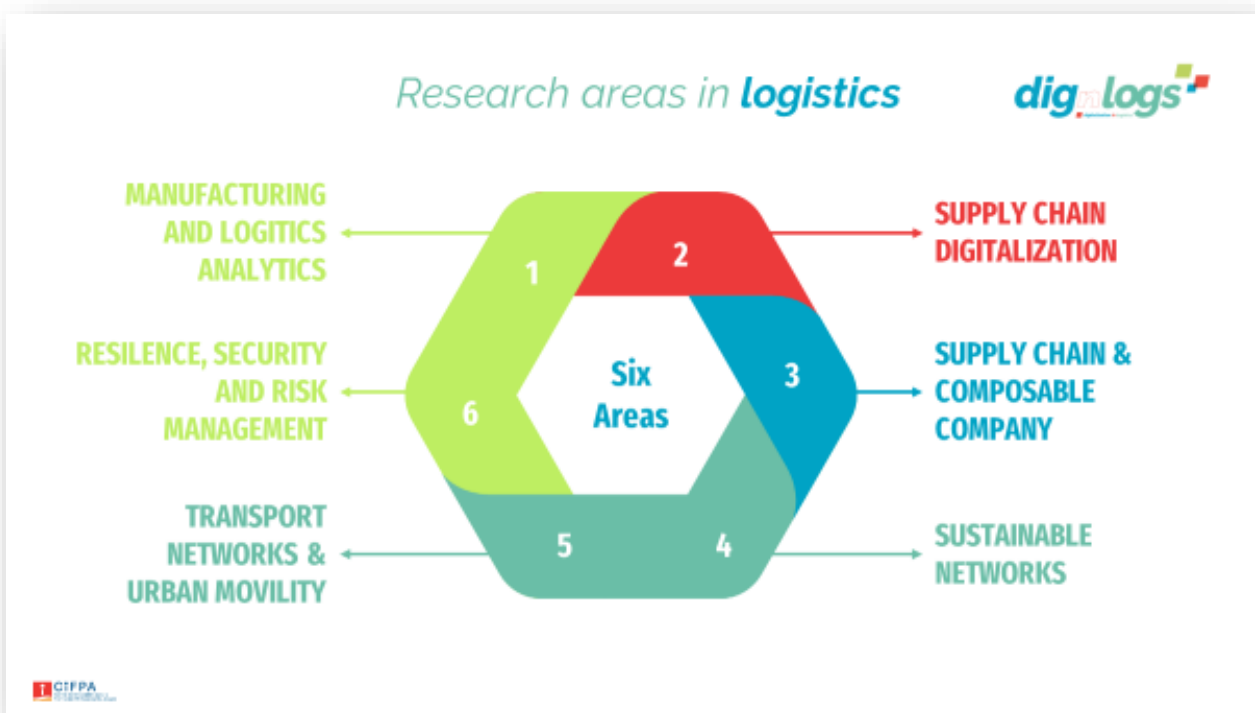 Research areas in logistics
dignlogs
MANUFACTURING
AND LOGITICS
ANALYTICS
1
2
SUPPLY CHAIN
DIGITALIZATION
RESILENCE, SECURITY
AND RISK
MANAGEMENT
6
Six
Areas
3
SUPPLY CHAIN &
COMPOSABLE
COMPANY
TRANSPORT
NETWORKS &
URBAN MOVILITY
5
4
SUSTAINABLE
NETWORKS
CIFPA